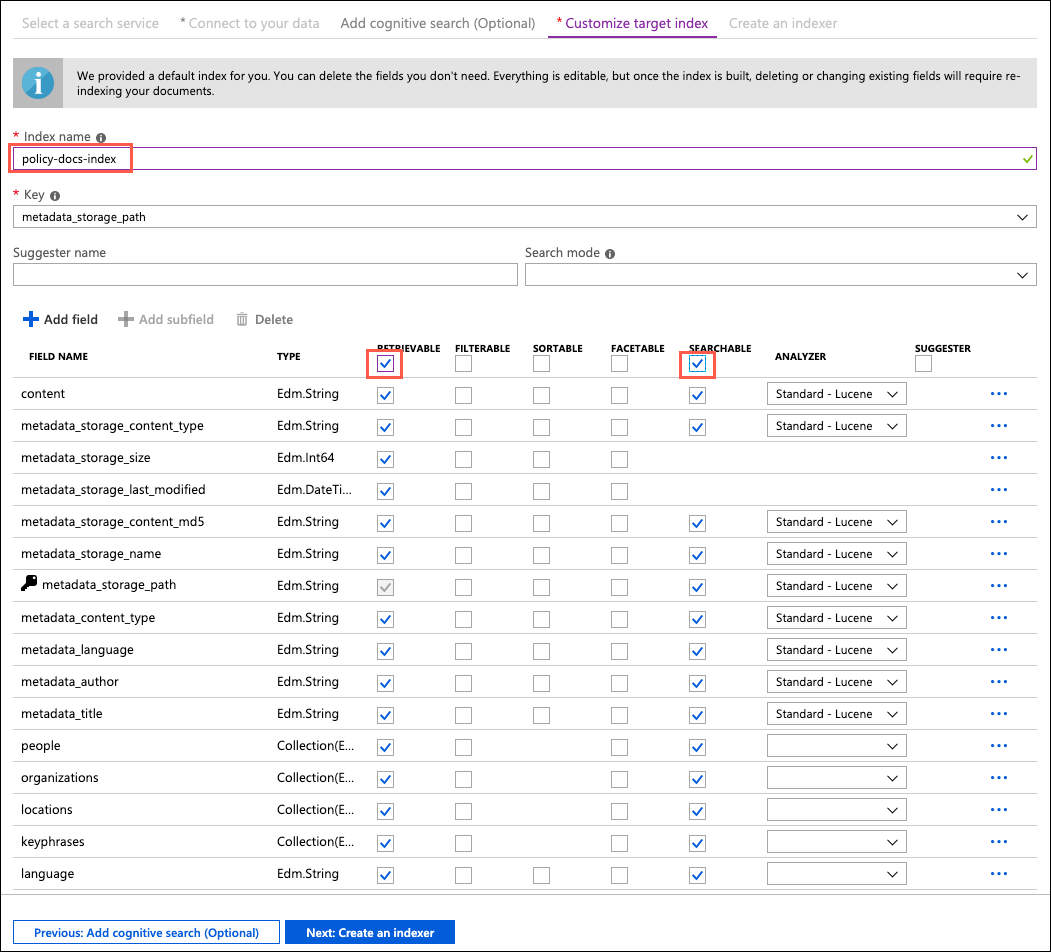 Select a search service * Connect to your data Add cognitive search (Optional) * Customize target index Create an indexer
We provided a default index for you. You can delete the fields you don't need. Everything is editable, but once the index is built, deleting or changing existing fields will require re-
indexing your documents.
* Index name
policy-docs-index
* Key
metadata_storage_path
Suggester name Search mode
Add field Add subfield Delete
FIELD NAME TYPE RETRIEVABLE FILTERABLE SORTABLE FACETABLE SEARCHABLE ANALYZER SUGGESTER
content Edm.String Standard - Lucene
metadata_storage_content_type Edm.String Standard - Lucene
metadata_storage_size Edm.Int64
metadata_storage_last_modified Edm.DateTi...
metadata_storage_content_md5 Edm.String Standard - Lucene
metadata_storage_name Edm.String Standard - Lucene
metadata_storage_path Edm.String Standard - Lucene
metadata_content_type Edm.String Standard - Lucene
metadata_language Edm.String Standard - Lucene
metadata_author Edm.String Standard - Lucene
metadata_title Edm.String Standard - Lucene
people Collection(E...
organizations Collection(E...
locations Collection(E...
keyphrases Collection(E...
language Edm.String
Previous: Add cognitive search (Optional) Next: Create an indexer